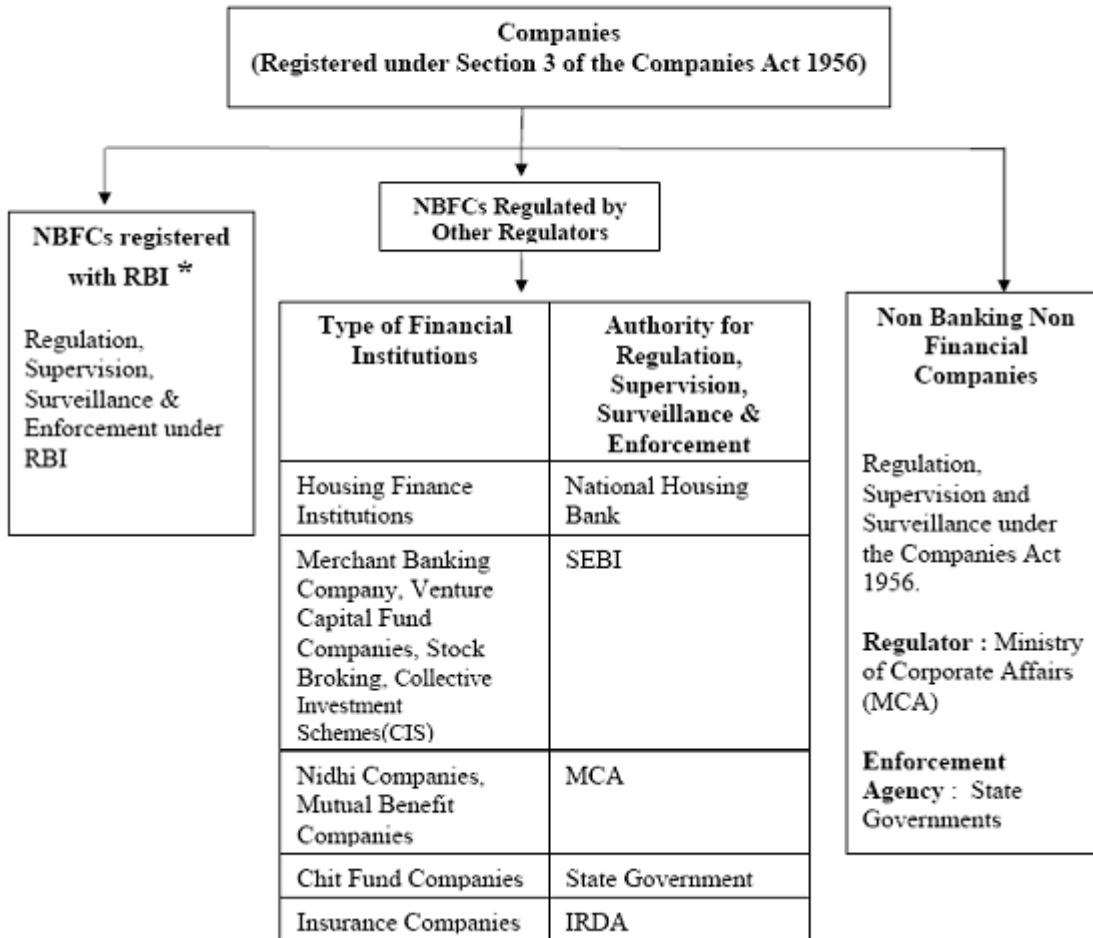 Companies
(Registered under Section 3 of the Companies Act 1956)
NBFCs registered
with RBI *
Regulation,
Supervision,
Surveillance &
Enforcement under
RBI
NBFCs Regulated by
Other Regulators
Type of Financial
Institutions
Authority for
Regulation,
Supervision,
Surveillance &
Enforcement
Housing Finance
Institutions
National Housing
Bank
Merchant Banking
Company, Venture
Capital Fund
Companies, Stock
Broking, Collective
Investment
Schemes(CIS)
SEBI
Nidhi Companies,
Mutual Benefit
Companies
MCA
Chit Fund Companies
State Government
Insurance Companies
IRDA
Non Banking Non
Financial
Companies
Regulation,
Supervision and
Surveillance under
the Companies Act
1956.
Regulator : Ministry
of Corporate Affairs
(MCA)
Enforcement
Agency : State
Governments